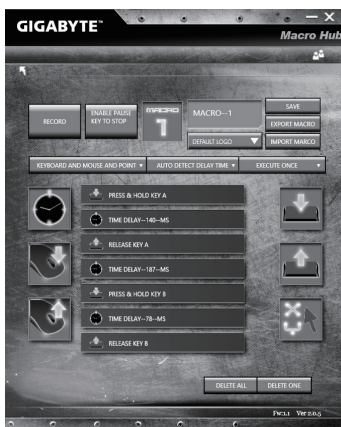 GIGABYTE™
Macro Hub
RECORD
ENABLE PAUSE
KEY TO STOP
MACRO
1
MACRO--1
DEFAULT LOGO
SAVE
EXPORT MACRO
IMPORT MARCO
KEYBOARD AND MOUSE AND POINT
AUTO DETECT DELAY TIME
EXECUTE ONCE
PRESS & HOLD KEY A
TIME DELAY--140--MS
RELEASE KEY A
TIME DELAY--187--MS
PRESS & HOLD KEY B
TIME DELAY--78--MS
RELEASE KEY B
DELETE ALL
DELETE ONE
Fw:1.1 Ver 2.0.5